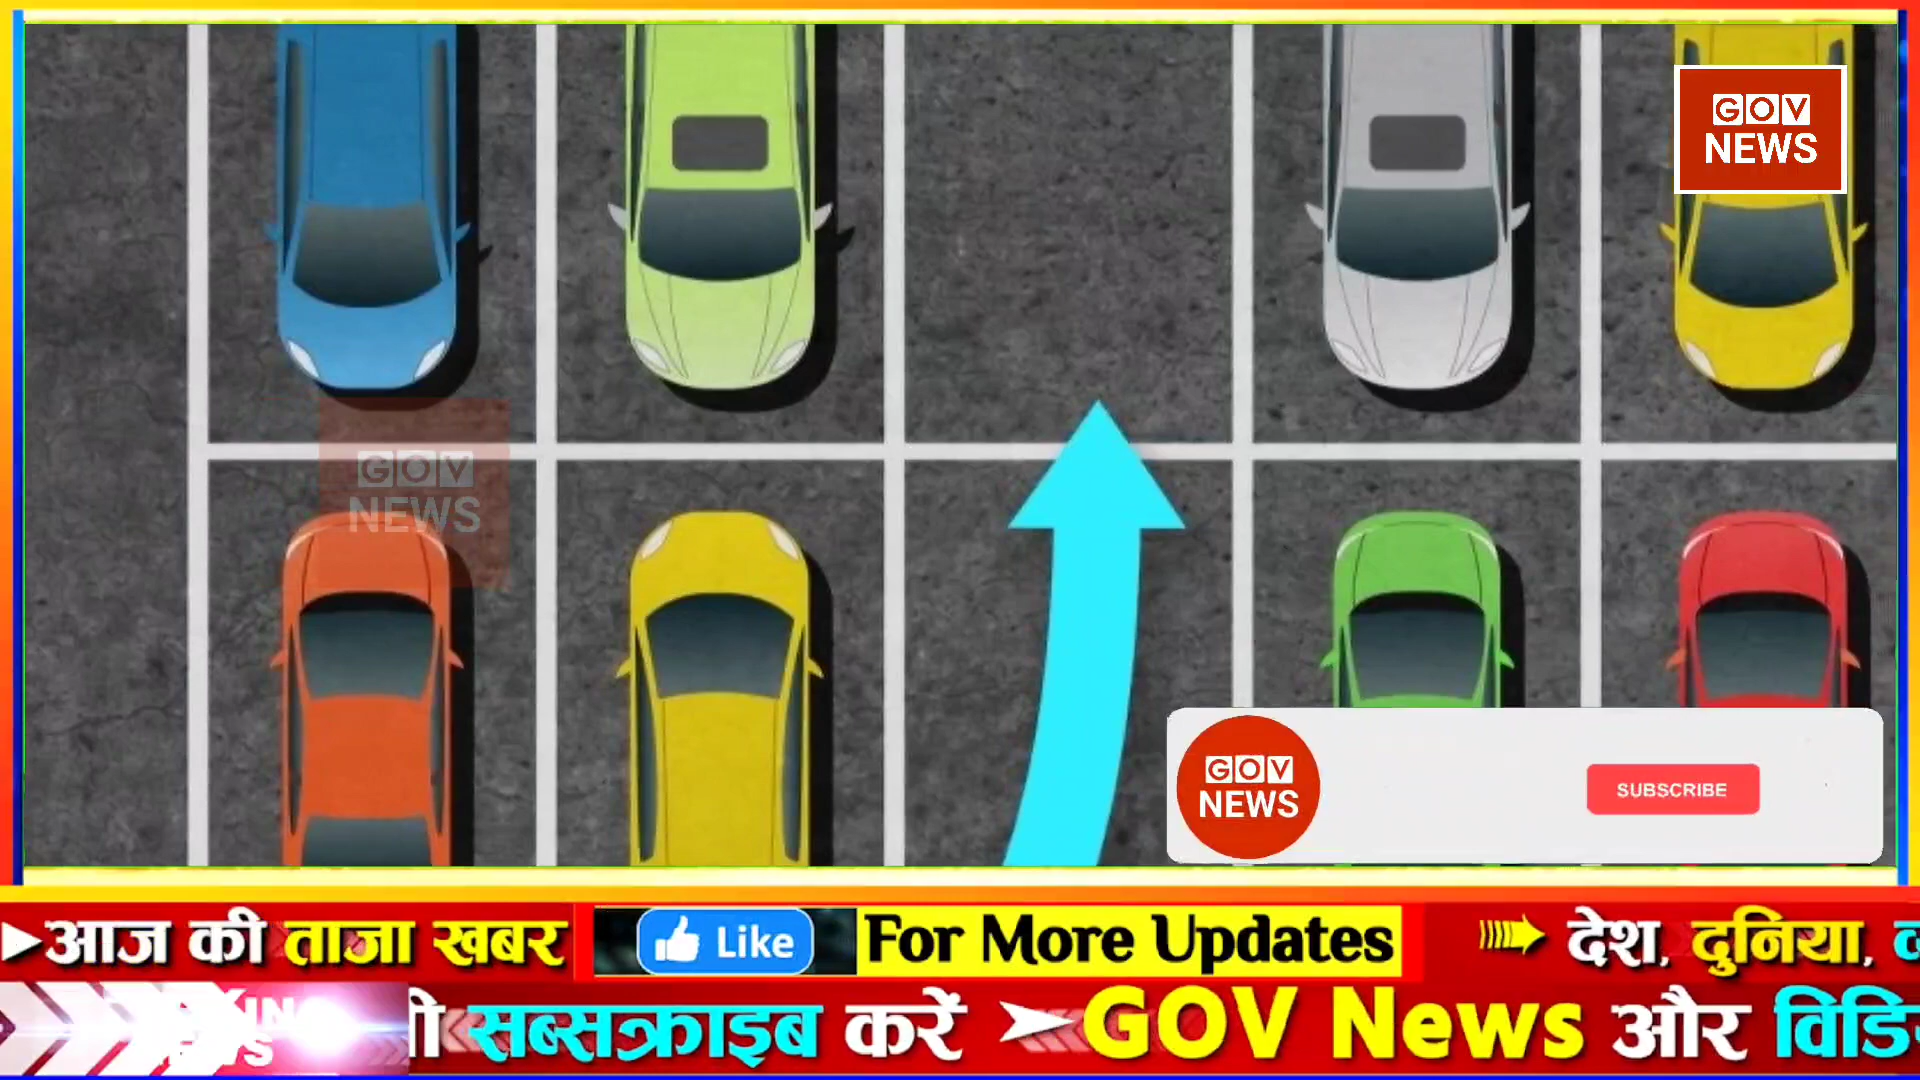 GOV
NEWS
GOV
NEWS
GOV
NEWS
SUBSCRIBE
आज की ताजा खबर
Like
For More Updates
देश, दुनिया,
सब्सक्राइब करें
GOV News और